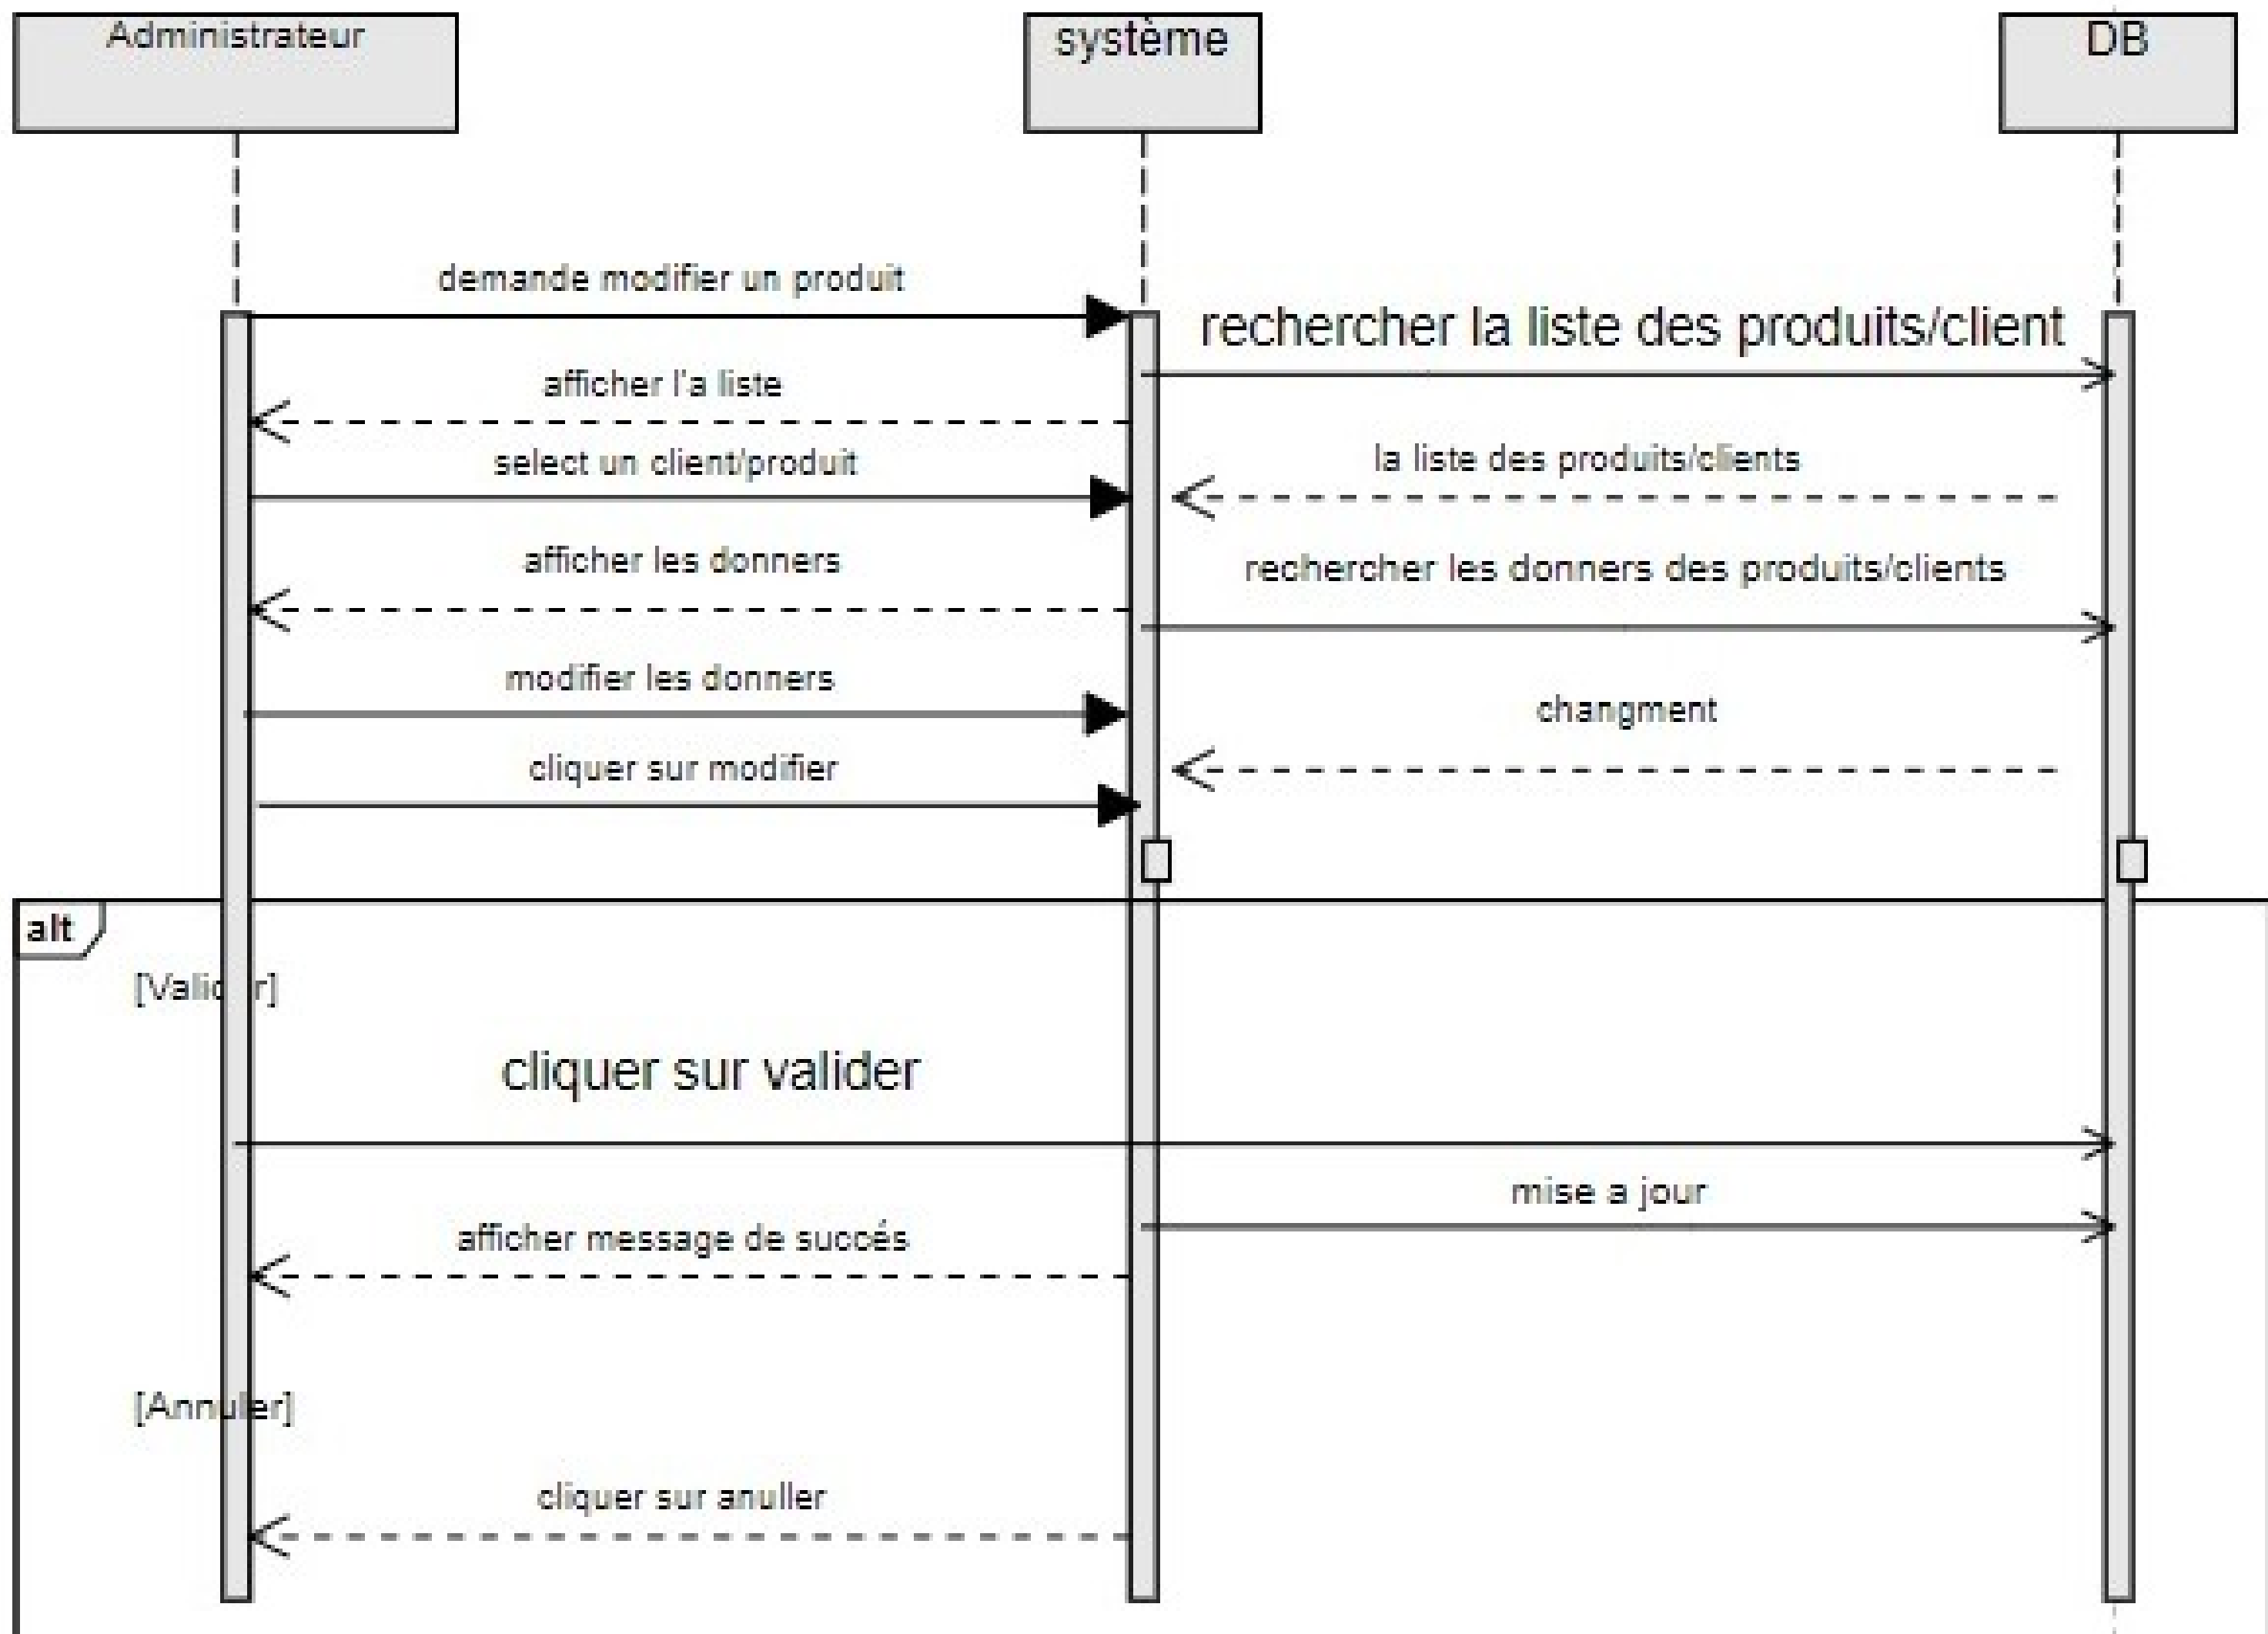 Administrateur
système
DB
demande modifier un produit
rechercher la liste des produits/client
afficher l'a liste
select un client/produit
la liste des produits/clients
afficher les donners
rechercher les donners des produits/clients
modifier les donners
changment
cliquer sur modifier
alt
[Valider]
cliquer sur valider
mise a jour
afficher message de succés
[Annuler]
cliquer sur anuller